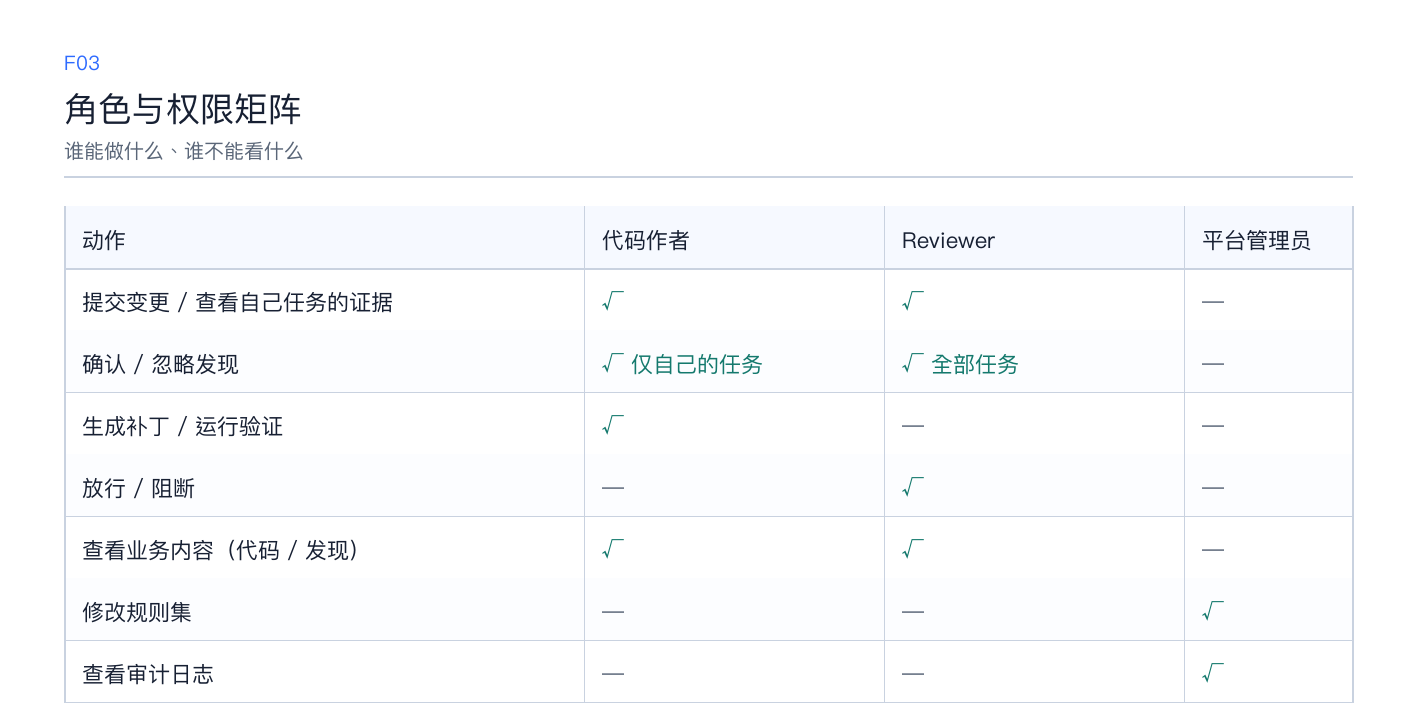 F03
角色与权限矩阵
谁能做什么、谁不能看什么
动作 代码作者 Reviewer 平台管理员
提交变更 / 查看自己任务的证据 √ √ —
确认 / 忽略发现 √ 仅自己的任务 √ 全部任务 —
生成补丁 / 运行验证 √ — —
放行 / 阻断 — √ —
查看业务内容（代码 / 发现） √ √ —
修改规则集 — — √
查看审计日志 — — √